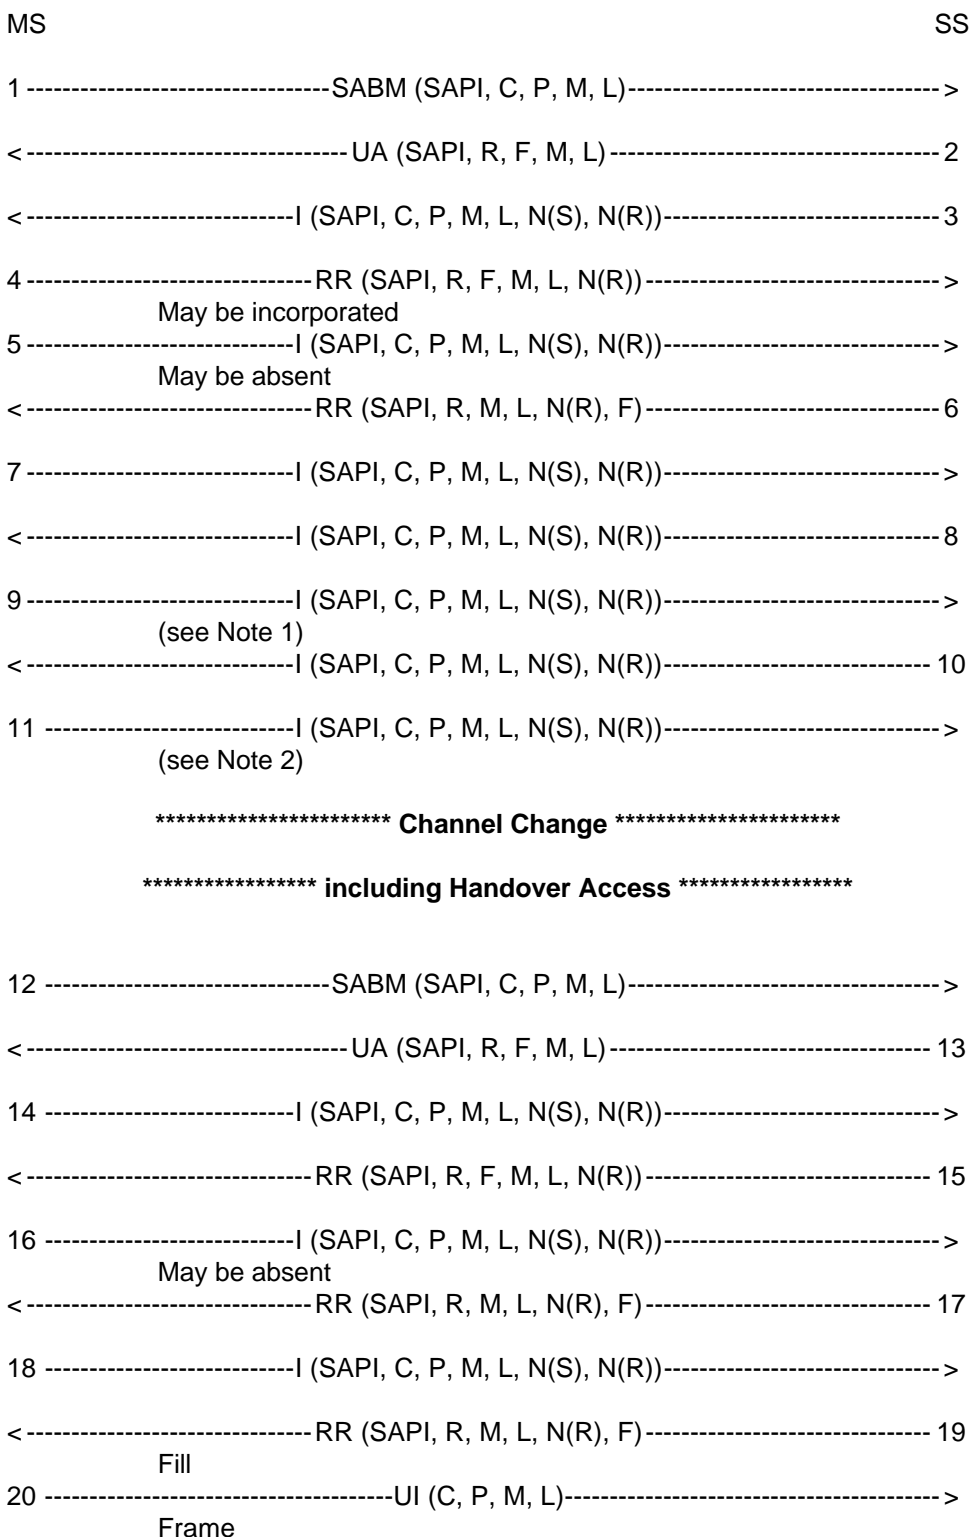 MS SS
1 ----------------------------------SABM (SAPI, C, P, M, L)----------------------------------- >
< ------------------------------------ UA (SAPI, R, F, M, L) ------------------------------------- 2
< ------------------------------I (SAPI, C, P, M, L, N(S), N(R))------------------------------- 3
4 --------------------------------RR (SAPI, R, F, M, L, N(R))--------------------------------- >
May be incorporated
5 ------------------------------I (SAPI, C, P, M, L, N(S), N(R))------------------------------- >
May be absent
< --------------------------------RR (SAPI, R, M, L, N(R), F)--------------------------------- 6
7 ------------------------------I (SAPI, C, P, M, L, N(S), N(R))------------------------------- >
< ------------------------------I (SAPI, C, P, M, L, N(S), N(R))------------------------------- 8
9 ------------------------------I (SAPI, C, P, M, L, N(S), N(R))------------------------------- >
(see Note 1)
< ------------------------------I (SAPI, C, P, M, L, N(S), N(R))------------------------------ 10
11 ----------------------------I (SAPI, C, P, M, L, N(S), N(R))------------------------------- >
(see Note 2)
*********************** Channel Change **********************
***************** including Handover Access *****************
12 --------------------------------SABM (SAPI, C, P, M, L)----------------------------------- >
< ------------------------------------ UA (SAPI, R, F, M, L) ------------------------------------ 13
14 ----------------------------I (SAPI, C, P, M, L, N(S), N(R))------------------------------- >
< --------------------------------RR (SAPI, R, F, M, L, N(R))-------------------------------- 15
16 ----------------------------I (SAPI, C, P, M, L, N(S), N(R))------------------------------- >
May be absent
< --------------------------------RR (SAPI, R, M, L, N(R), F)-------------------------------- 17
18 ----------------------------I (SAPI, C, P, M, L, N(S), N(R))------------------------------- >
< --------------------------------RR (SAPI, R, M, L, N(R), F)-------------------------------- 19
Fill
20 ---------------------------------------UI (C, P, M, L)------------------------------------------ >
Frame